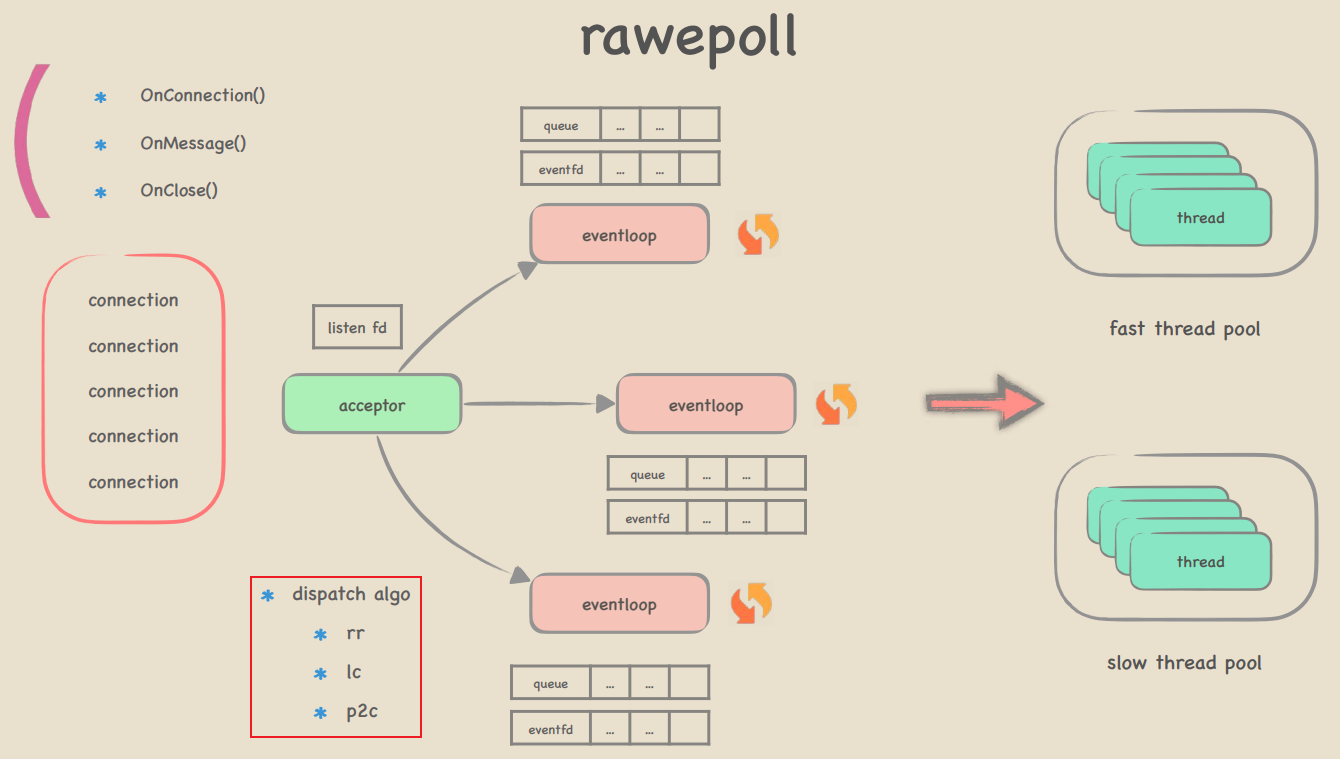 rawepoll
* OnConnection()
* OnMessage()
* OnClose()
connection
connection
connection
connection
connection
listen fd
acceptor
queue ... ...
eventfd ... ...
eventloop
eventloop
queue ... ...
eventfd ... ...
eventloop
queue ... ...
eventfd ... ...
* dispatch algo
* rr
* lc
* p2c
thread
fast thread pool
thread
slow thread pool